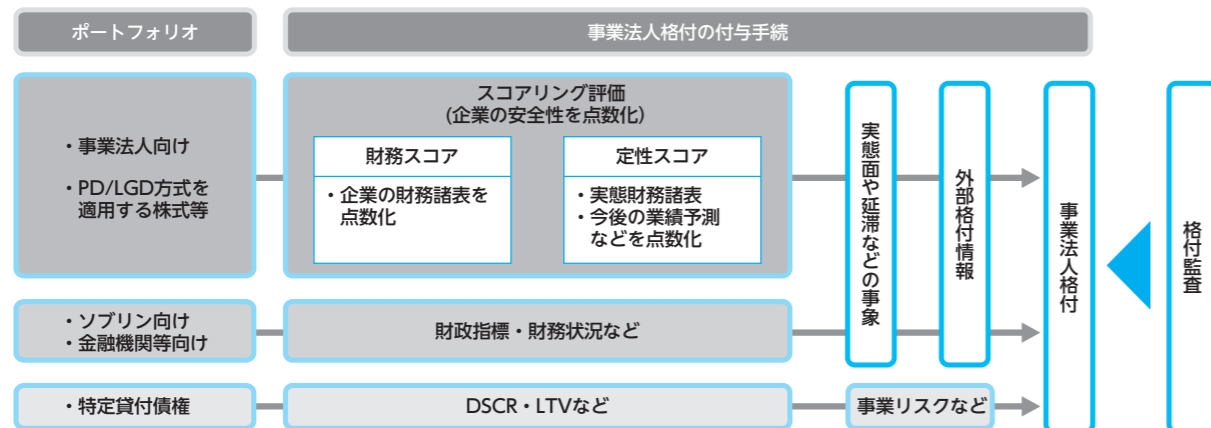 ポートフォリオ
事業法人格付の付与手続
・事業法人向け
・PD/LGD方式を
適用する株式等
スコアリング評価
(企業の安全性を点数化)
財務スコア
・企業の財務諸表を
点数化
定性スコア
・実態財務諸表
・今後の業績予測
などを点数化
実態面や延滞などの事象
外部格付情報
事業法人格付
格付監査
・ソブリン向け
・金融機関等向け
財政指標・財務状況など
・特定貸付債権
DSCR・LTVなど
事業リスクなど